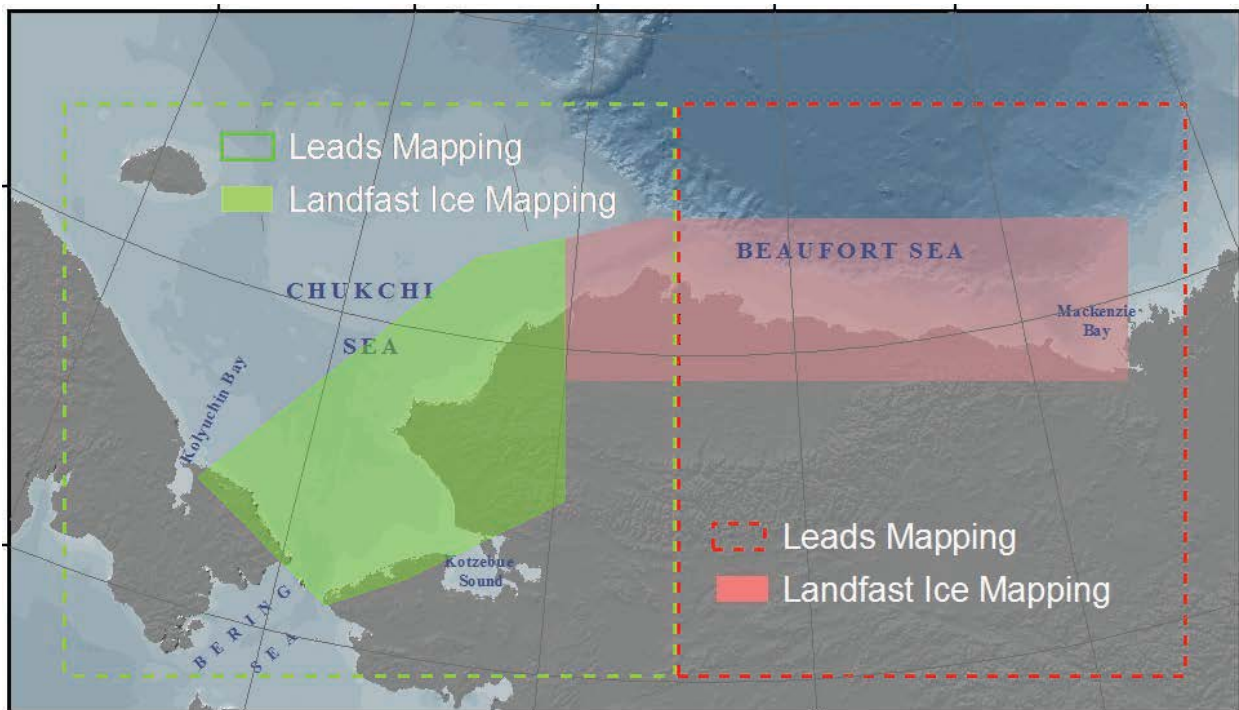 Leads Mapping
Landfast Ice Mapping
BEAUFORT SEA
CHUKCHI
SEA
Mackenzie
Bay
Kolyuchin Bay
Leads Mapping
Landfast Ice Mapping
Kotzebue
Sound
BERING
SEA